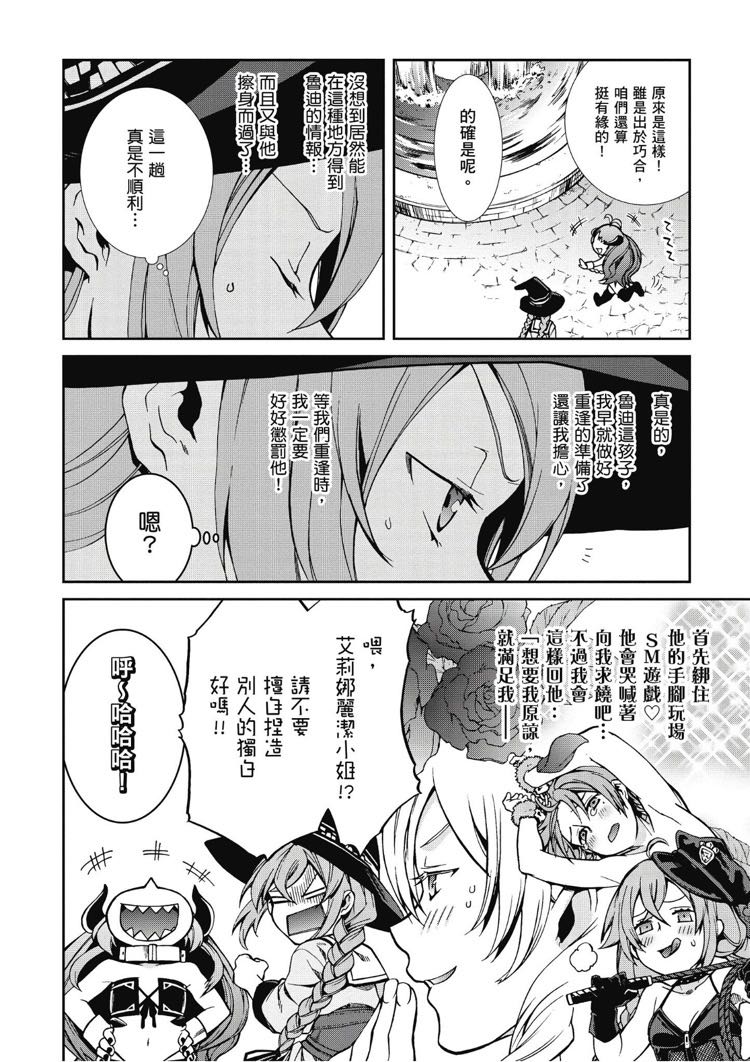 原來是這樣！
雖是出於巧合，
咱們還算
挺有緣的！
的確是呢。
沒想到居然能
在這種地方得到
魯迪的情報…
而且又與他
擦身而過了…
這一趟
真是不順利…
真是的，
魯迪這孩子，
我早就做好
重逢的準備了
還讓我擔心，
等我們重逢時，
我一定要
好好懲罰他！
嗯？
首先綁住
他的手腳玩場
SM遊戲♡
他會哭喊著
向我求饒吧…
不過我會
這樣回他…
「想要我原諒，
就滿足我──
喂，
艾莉娜麗潔小姐!?
請不要
擅自捏造
別人的獨白
好嗎!!
呼～哈哈哈！